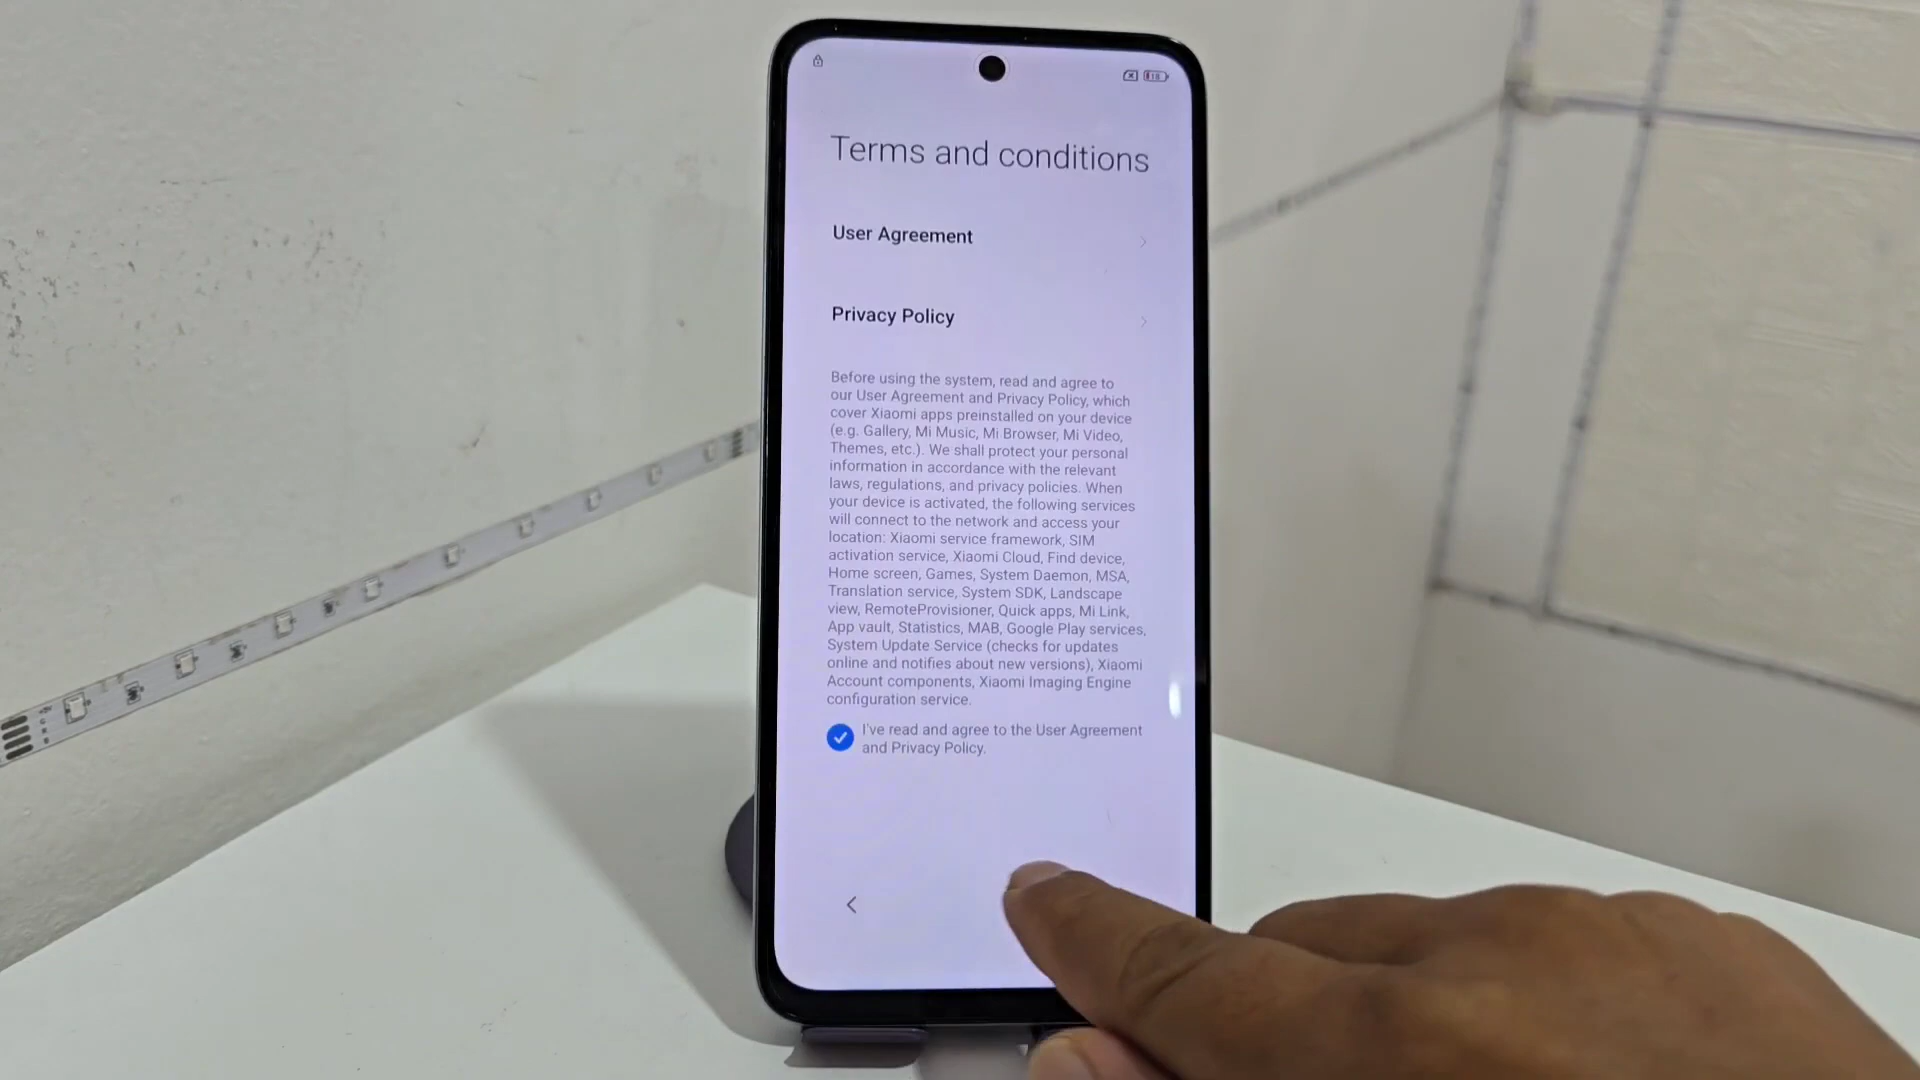 Terms and conditions
User Agreement
Privacy Policy
Before using the system, read and agree to
our User Agreement and Privacy Policy, which
cover Xiaomi apps preinstalled on your device
(e.g. Gallery, Mi Music, Mi Browser, Mi Video,
Themes, etc.). We shall protect your personal
information in accordance with the relevant
laws, regulations, and privacy policies. When
your device is activated, the following services
will connect to the network and access your
location: Xiaomi service framework, SIM
activation service, Xiaomi Cloud, Find device,
Home screen, Games, System Daemon, MSA,
Translation service, System SDK, Landscape
view, RemoteProvisioner, Quick apps, Mi Link,
App vault, Statistics, MAB, Google Play services,
System Update Service (checks for updates
online and notifies about new versions), Xiaomi
Account components, Xiaomi Imaging Engine
configuration service.
I've read and agree to the User Agreement
and Privacy Policy.